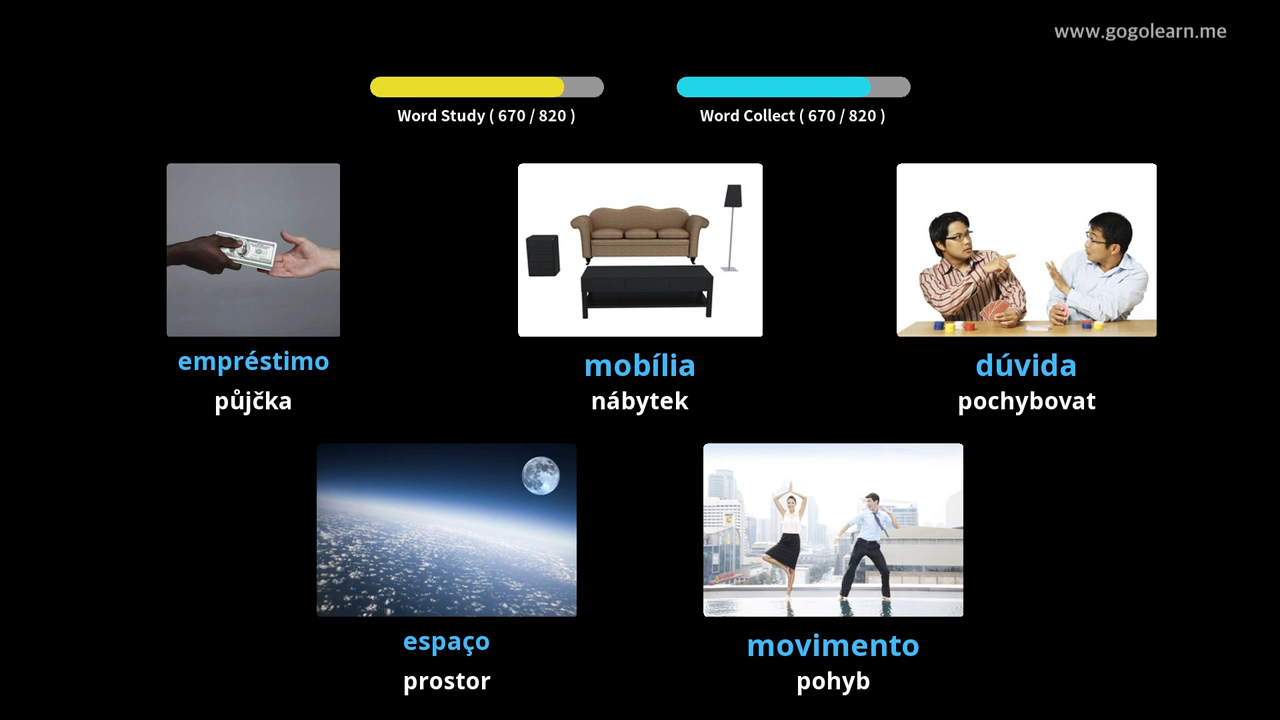 www.gogolearn.me
Word Study ( 670 / 820 )
Word Collect ( 670 / 820 )
empréstimo
půjčka
mobília
nábytek
dúvida
pochybovat
espaço
prostor
movimento
pohyb